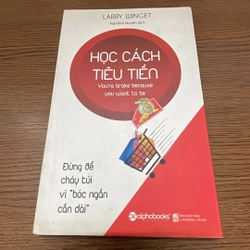 LARRY WINGET
HỌC CÁCH
TIÊU TIỀN
You're broke because
you want to be
Đừng để
cháy túi
vì "bóc ngắn
cắn dài"
alphabooks